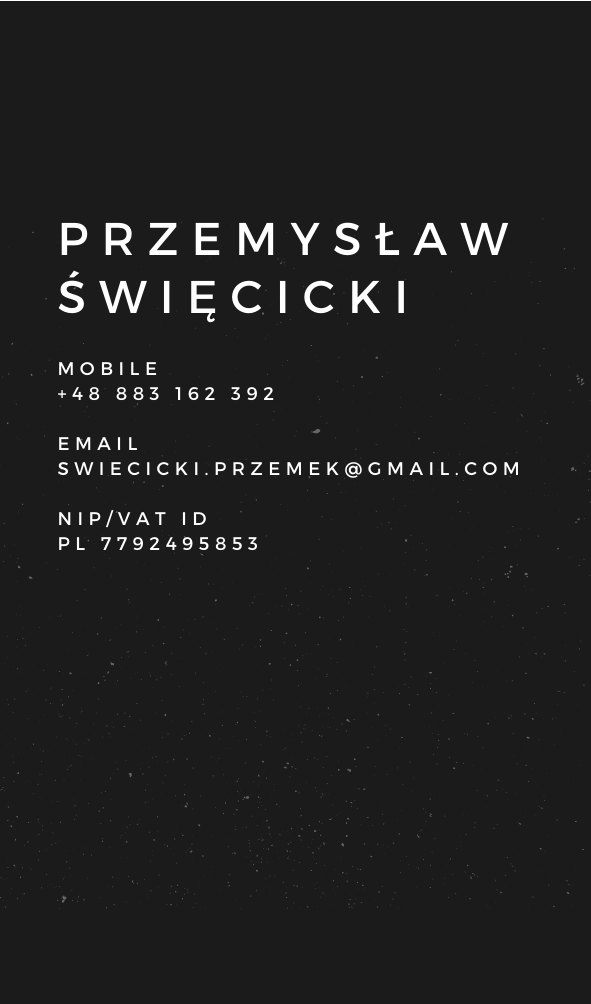 PRZEMYSŁAW
ŚWIĘCICKI
MOBILE
+48 883 162 392
EMAIL
SWIECICKI.PRZEMEK@GMAIL.COM
NIP/VAT ID
PL 7792495853